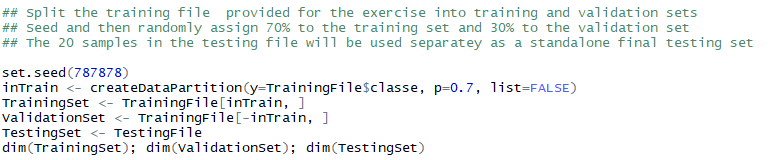 ## Split the training file  provided for the exercise into training and validation sets
## Seed and then randomly assign 70% to the training set and 30% to the validation set
## The 20 samples in the testing file will be used separatey as a standalone final testing set

set.seed(787878)
inTrain <- createDataPartition(y=TrainingFile$classe, p=0.7, list=FALSE)
TrainingSet <- TrainingFile[inTrain, ]
ValidationSet <- TrainingFile[-inTrain, ]
TestingSet <- TestingFile
dim(TrainingSet); dim(ValidationSet); dim(TestingSet)